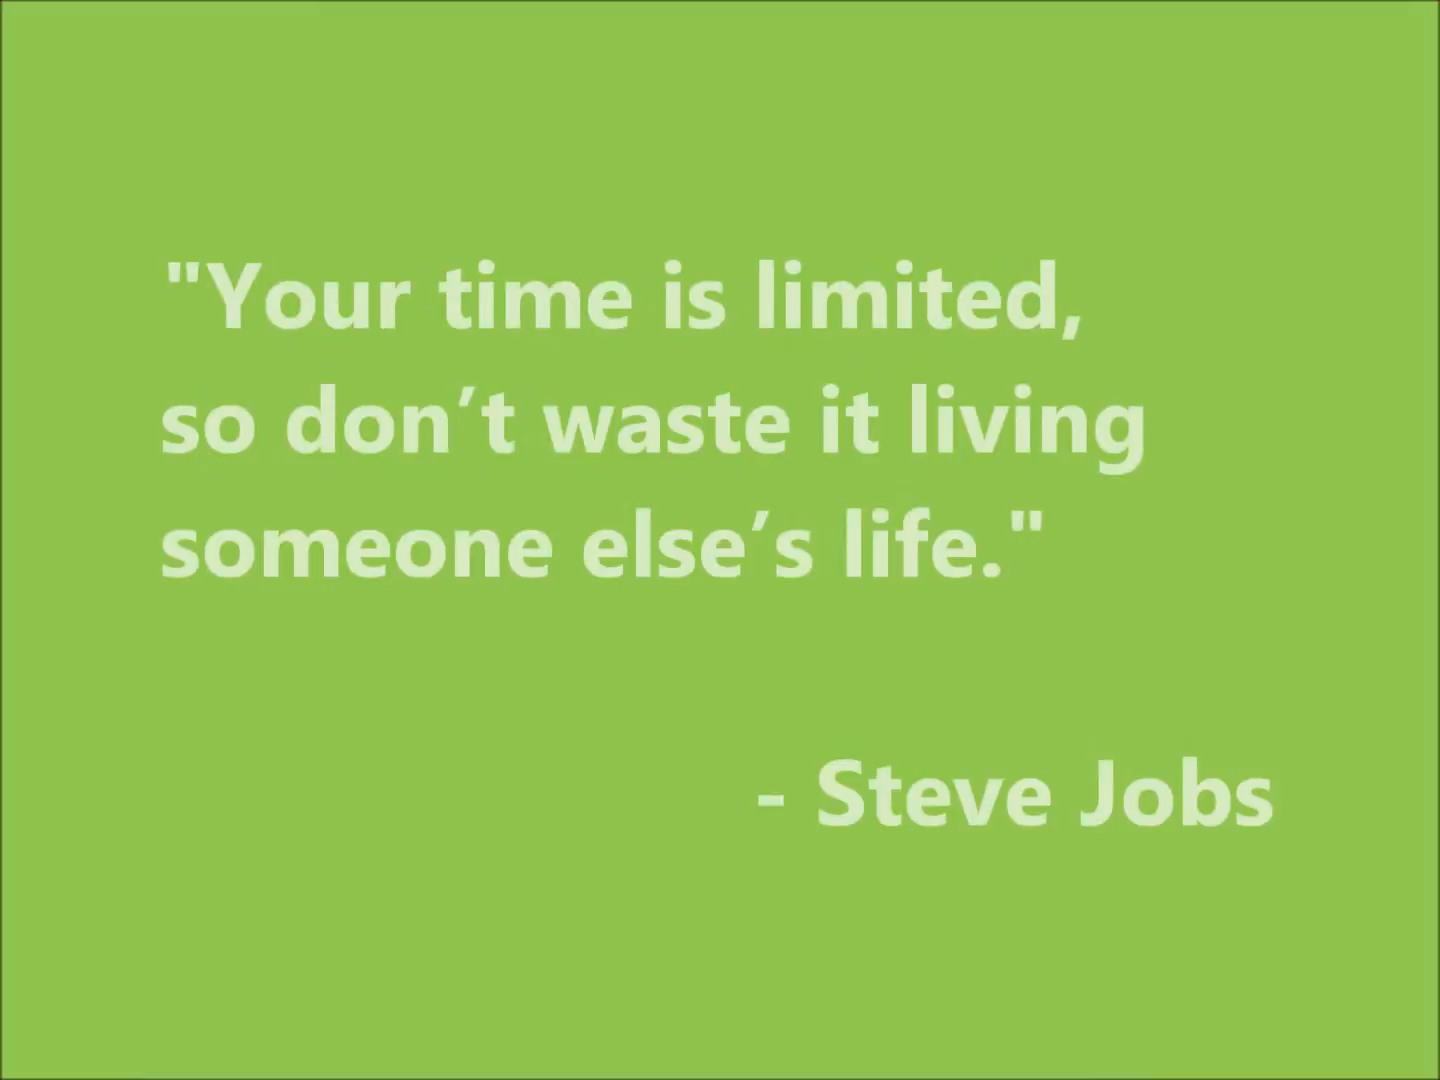 "Your time is limited,
so don’t waste it living
someone else’s life."
- Steve Jobs